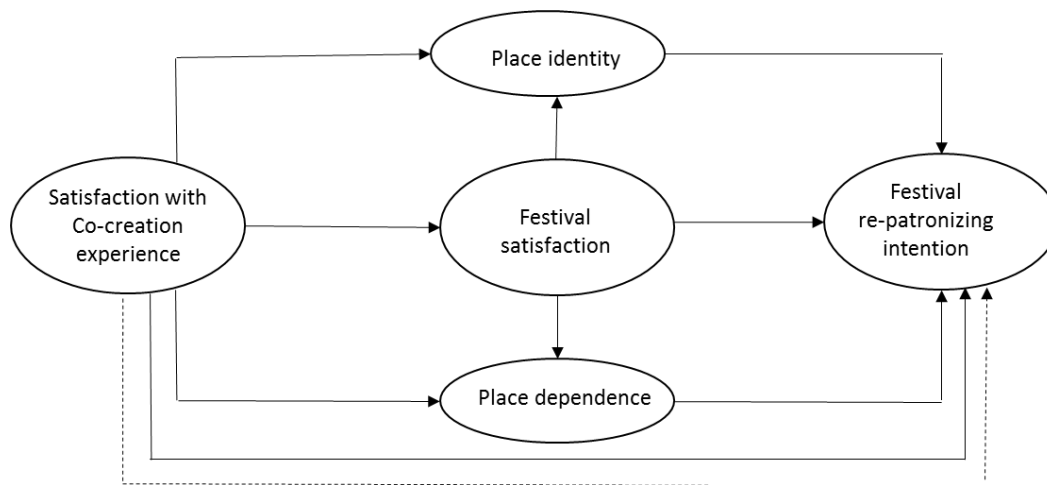 Place identity
Satisfaction with
Co-creation
experience
Festival
satisfaction
Festival
re-patronizing
intention
Place dependence